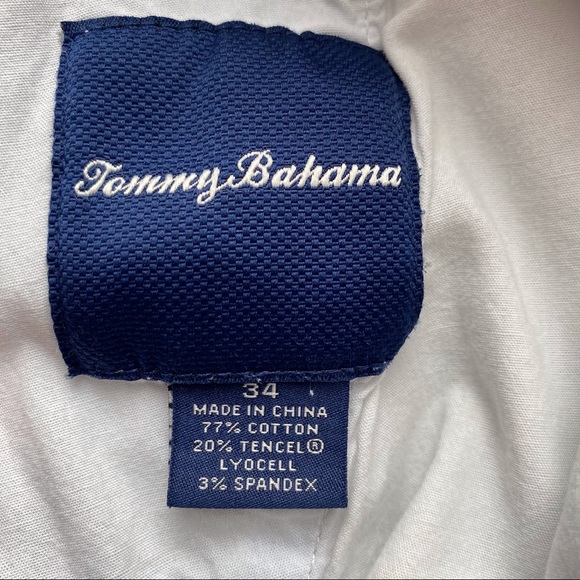 Tommy Bahama
34
MADE IN CHINA
77% COTTON
20% TENCEL®
LYOCELL
3% SPANDEX